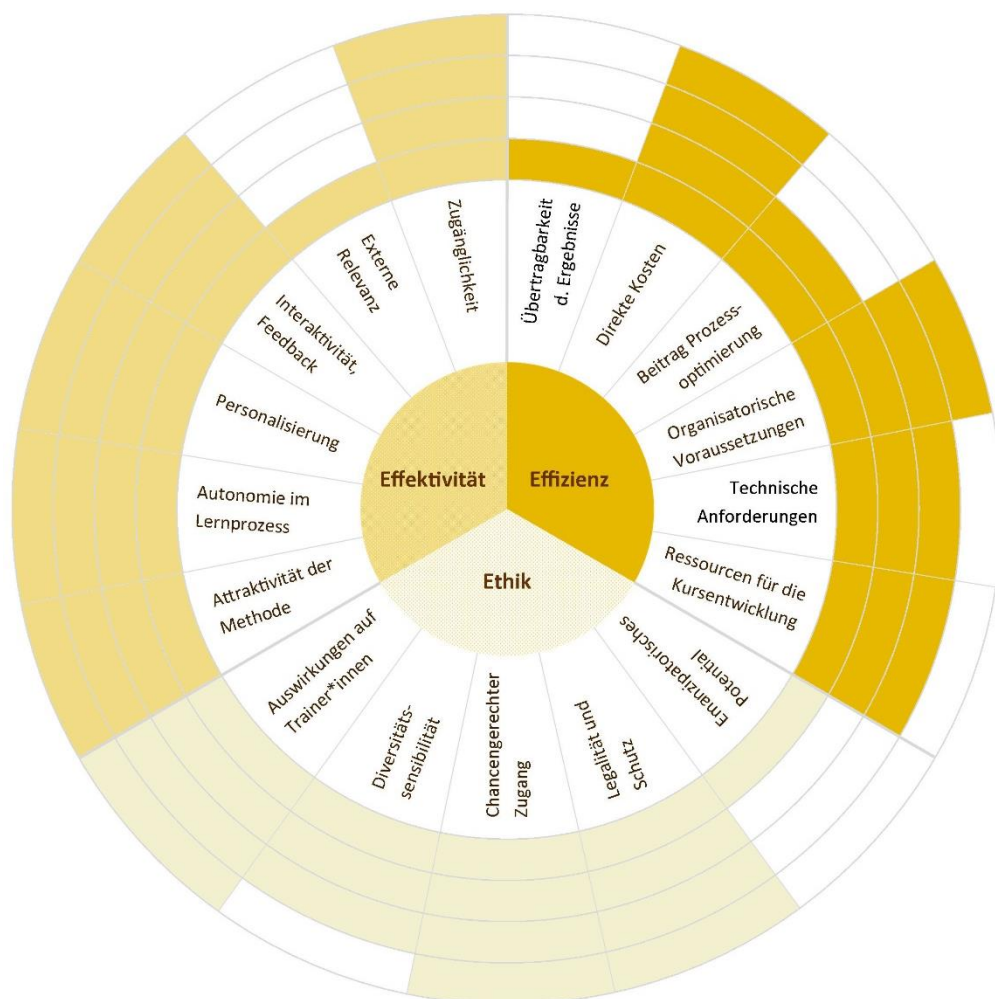 Effektivität
Effizienz
Ethik
Übertragbarkeit
d. Ergebnisse
Direkte Kosten
Beitrag Prozess-
optimierung
Organisatorische
Voraussetzungen
Technische
Anforderungen
Ressourcen für die
Kursentwicklung
Emanzipatorisches
Potential
Legalität und
Schutz
Chancengerechter
Zugang
Diversitäts-
sensibilität
Auswirkungen auf
Trainer*innen
Attraktivität der
Methode
Autonomie im
Lernprozess
Personalisierung
Interaktivität,
Feedback
Externe
Relevanz
Zugänglichkeit